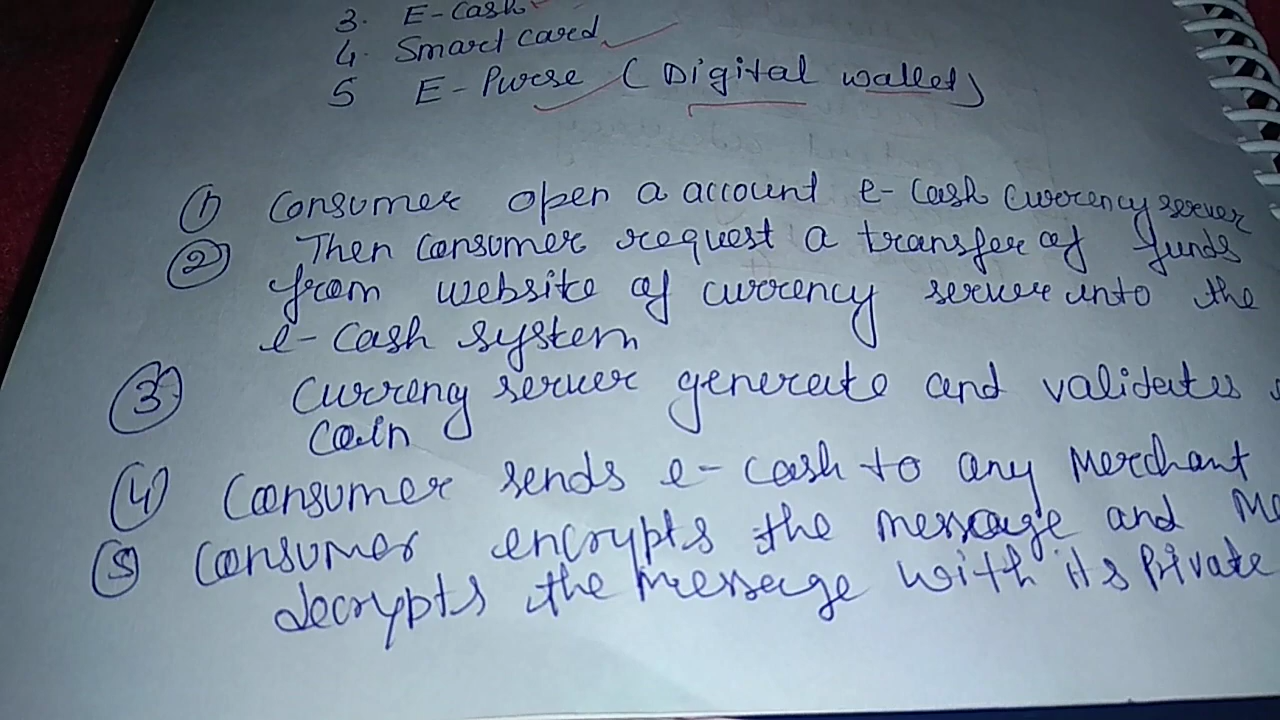 3. E-Cash
4. Smart card
5 E-Purse (Digital wallet)
① Consumer open a account e-cash currency server
② Then consumer request a transfer of funds
from website of currency server into the
e-cash system
③ Curreny server generate and validates
Coin
④ Consumer sends e-cash to any Merchant
⑤ Consumer encrypts the message and
decrypts the message with its Private